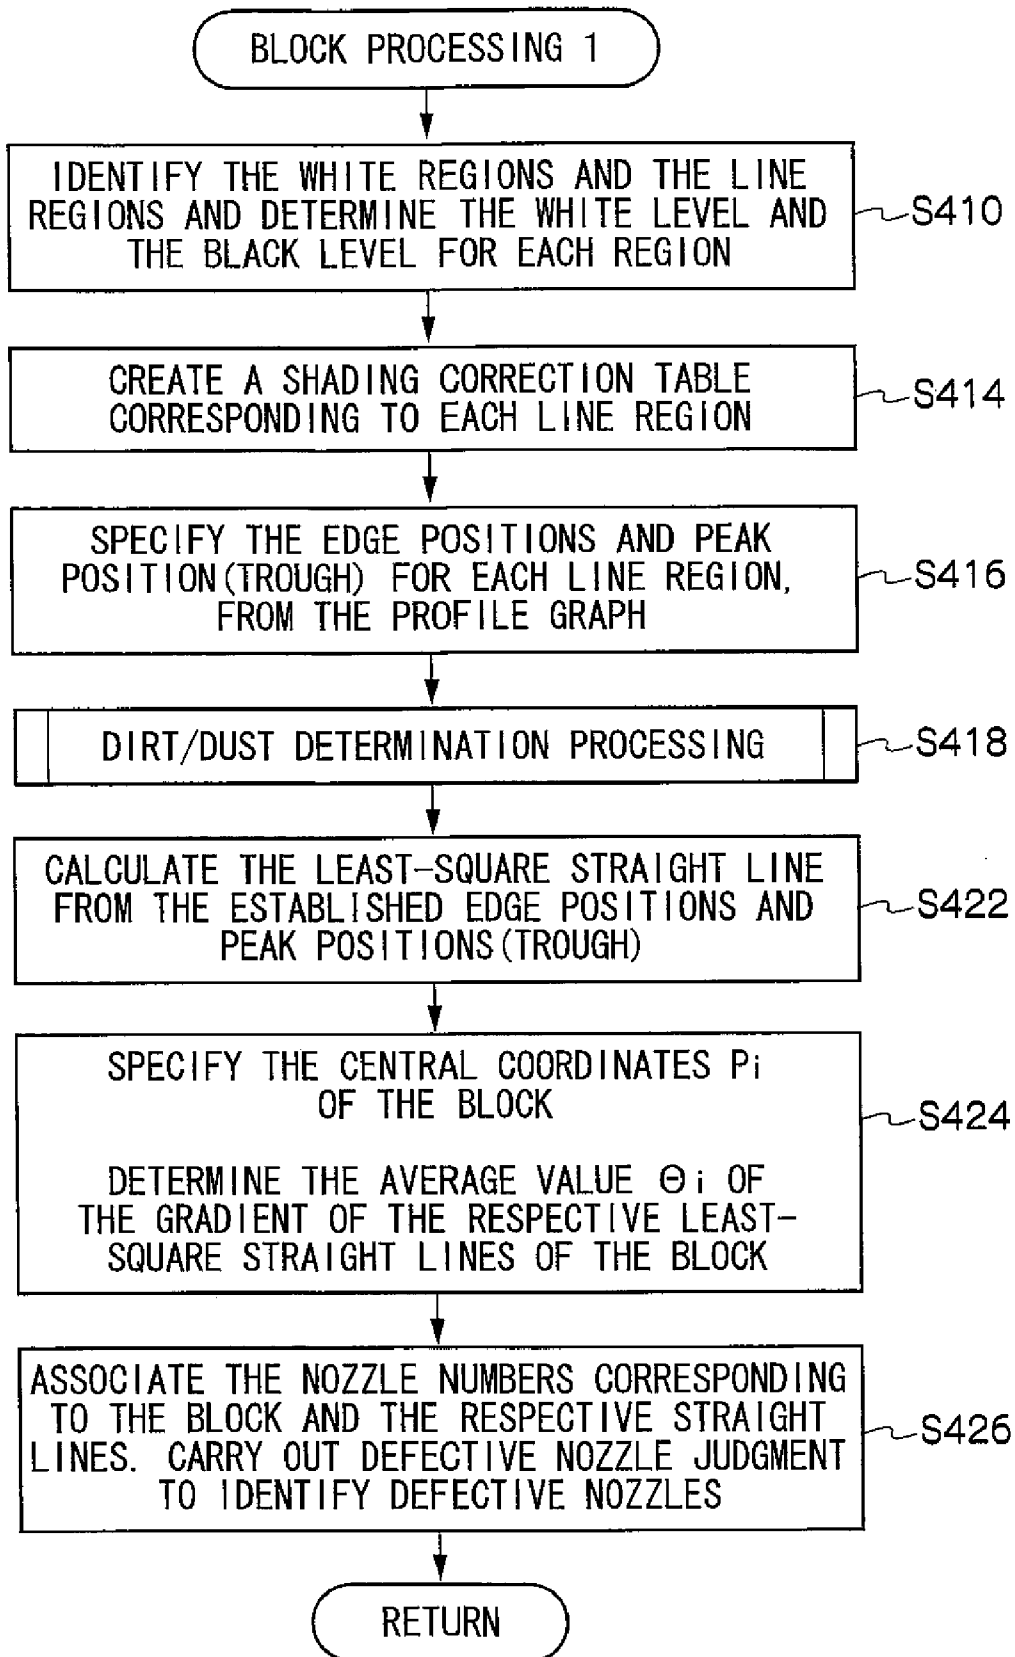 BLOCK PROCESSING 1
IDENTIFY THE WHITE REGIONS AND THE LINE
REGIONS AND DETERMINE THE WHITE LEVEL AND
THE BLACK LEVEL FOR EACH REGION
S410
CREATE A SHADING CORRECTION TABLE
CORRESPONDING TO EACH LINE REGION
S414
SPECIFY THE EDGE POSITIONS AND PEAK
POSITION(TROUGH) FOR EACH LINE REGION,
FROM THE PROFILE GRAPH
S416
DIRT/DUST DETERMINATION PROCESSING
S418
CALCULATE THE LEAST-SQUARE STRAIGHT LINE
FROM THE ESTABLISHED EDGE POSITIONS AND
PEAK POSITIONS(TROUGH)
S422
SPECIFY THE CENTRAL COORDINATES Pi
OF THE BLOCK
DETERMINE THE AVERAGE VALUE Θi OF
THE GRADIENT OF THE RESPECTIVE LEAST-
SQUARE STRAIGHT LINES OF THE BLOCK
S424
ASSOCIATE THE NOZZLE NUMBERS CORRESPONDING
TO THE BLOCK AND THE RESPECTIVE STRAIGHT
LINES. CARRY OUT DEFECTIVE NOZZLE JUDGMENT
TO IDENTIFY DEFECTIVE NOZZLES
S426
RETURN